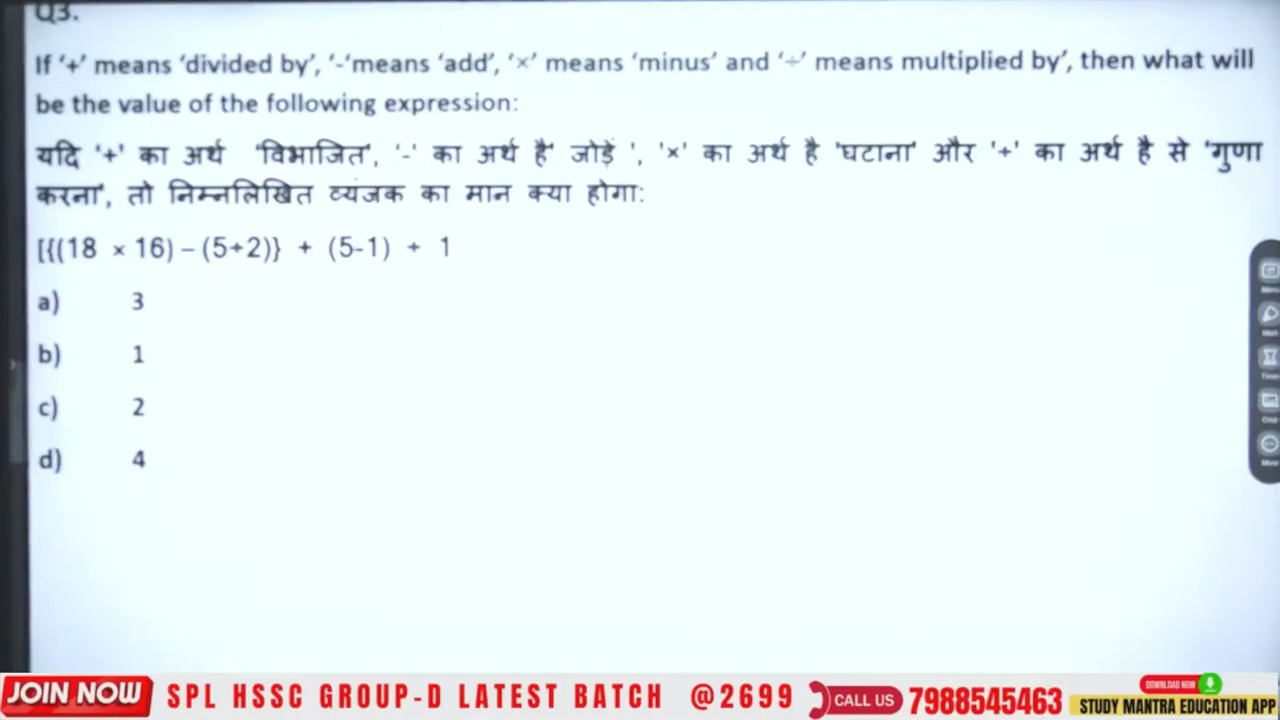 Q3.
If ‘+’ means ‘divided by’, ‘-‘means ‘add’, ‘×’ means ‘minus’ and ‘÷’ means multiplied by’, then what will
be the value of the following expression:
यदि '+' का अर्थ 'विभाजित', '-' का अर्थ है' जोड़ें ', '×' का अर्थ है 'घटाना' और '÷' का अर्थ है से 'गुणा
करना', तो निम्नलिखित व्यंजक का मान क्या होगा:
[{(18 × 16) – (5÷2)} + (5-1) ÷ 1
a) 3
b) 1
c) 2
d) 4
JOIN NOW SPL HSSC GROUP-D LATEST BATCH @2699 CALL US 7988545463 DOWNLOAD NOW STUDY MANTRA EDUCATION APP